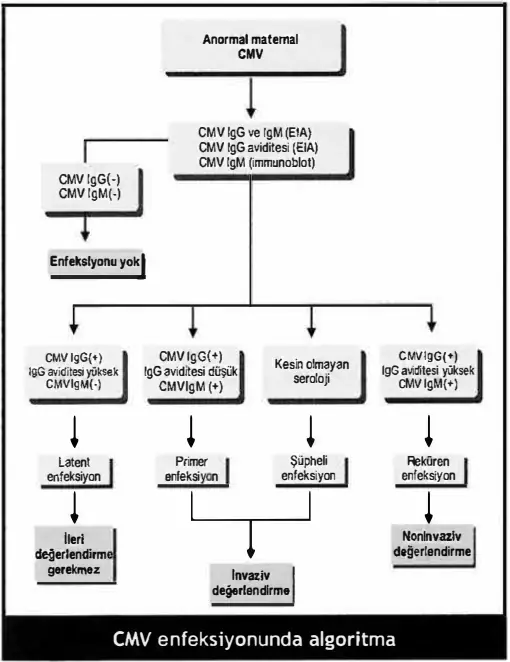 Anormal maternal
CMV
CMV IgG ve IgM (EIA)
CMV IgG aviditesi (EIA)
CMV IgM (immunoblot)
CMV IgG(-)
CMV IgM(-)
Enfeksiyonu yok
CMV IgG(+)
IgG aviditesi yüksek
CMV IgM(-)
CMV IgG(+)
IgG aviditesi düşük
CMV IgM (+)
Kesin olmayan
seroloji
CMV IgG(+)
IgG aviditesi yüksek
CMV IgM(+)
Latent
enfeksiyon
Primer
enfeksiyon
Şüpheli
enfeksiyon
Reküren
enfeksiyon
İleri
değerlendirme
gerekmez
İnvaziv
değerlendirme
Noninvaziv
değerlendirme
CMV enfeksiyonunda algoritma